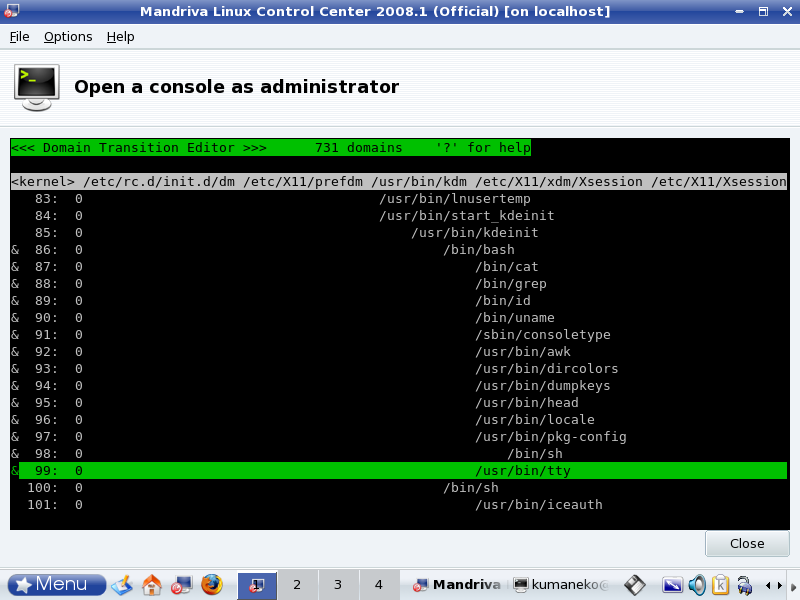 Mandriva Linux Control Center 2008.1 (Official) [on localhost]
File Options Help
Open a console as administrator
<<< Domain Transition Editor >>>      731 domains    '?' for help
<kernel> /etc/rc.d/init.d/dm /etc/X11/prefdm /usr/bin/kdm /etc/X11/xdm/Xsession /etc/X11/Xsession
83: 0 /usr/bin/lnusertemp
84: 0 /usr/bin/start_kdeinit
85: 0 /usr/bin/kdeinit
& 86: 0 /bin/bash
& 87: 0 /bin/cat
& 88: 0 /bin/grep
& 89: 0 /bin/id
& 90: 0 /bin/uname
& 91: 0 /sbin/consoletype
& 92: 0 /usr/bin/awk
& 93: 0 /usr/bin/dircolors
& 94: 0 /usr/bin/dumpkeys
& 95: 0 /usr/bin/head
& 96: 0 /usr/bin/locale
& 97: 0 /usr/bin/pkg-config
& 98: 0 /bin/sh
& 99: 0 /usr/bin/tty
100: 0 /bin/sh
101: 0 /usr/bin/iceauth
Close
Menu 2 3 4 Mandriva kumaneko@